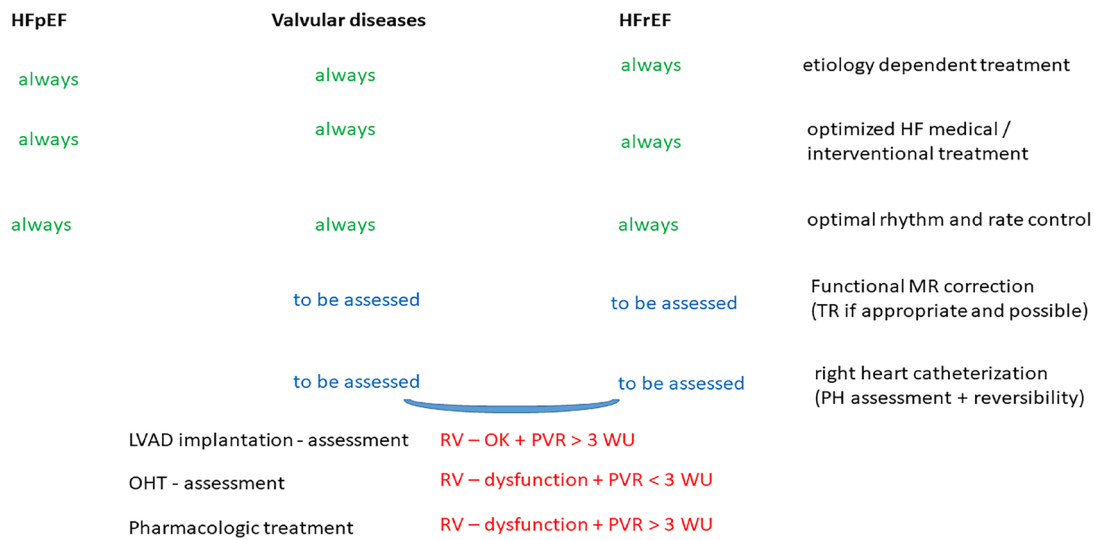 HFpEF Valvular diseases HFrEF
always always always etiology dependent treatment
always always always optimized HF medical /
interventional treatment
always always always optimal rhythm and rate control
to be assessed to be assessed Functional MR correction
(TR if appropriate and possible)
to be assessed to be assessed right heart catheterization
(PH assessment + reversibility)
LVAD implantation - assessment RV – OK + PVR > 3 WU
OHT - assessment RV – dysfunction + PVR < 3 WU
Pharmacologic treatment RV – dysfunction + PVR > 3 WU